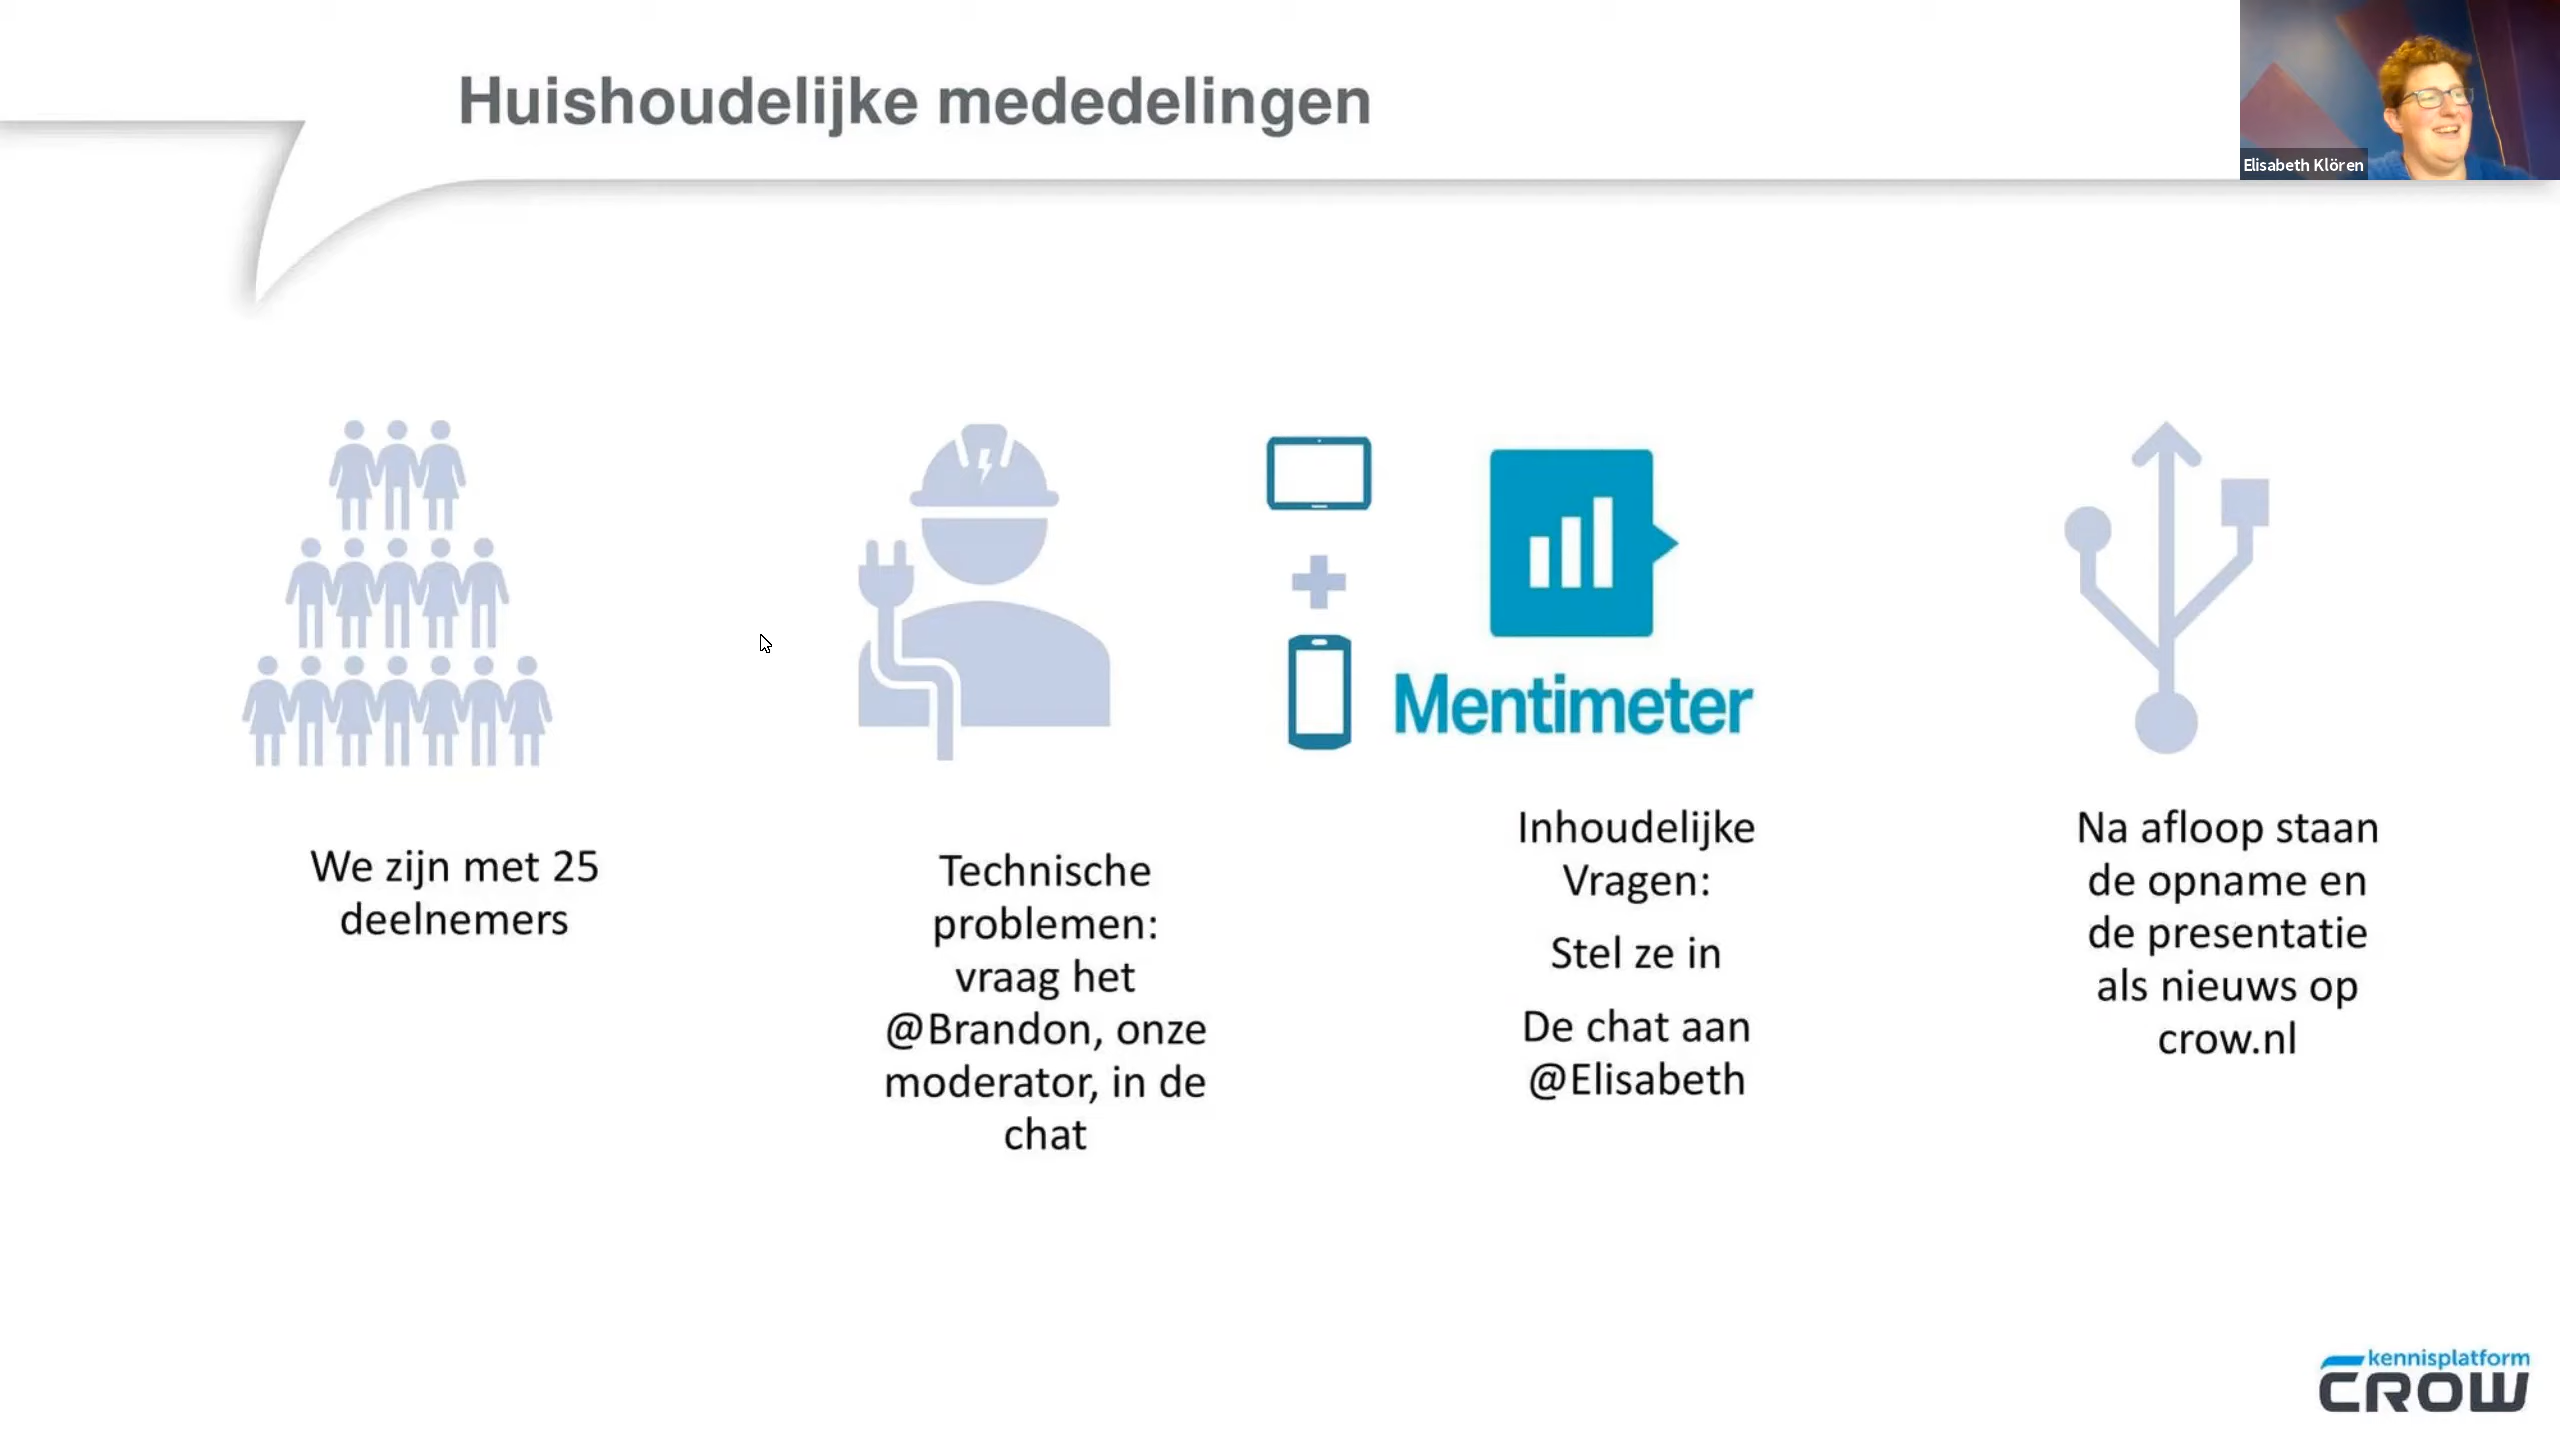 Huishoudelijke mededelingen
Elisabeth Klören
Mentimeter
We zijn met 25
deelnemers
Technische
problemen:
vraag het
@Brandon, onze
moderator, in de
chat
Inhoudelijke
Vragen:
Stel ze in
De chat aan
@Elisabeth
Na afloop staan
de opname en
de presentatie
als nieuws op
crow.nl
kennisplatform
CROW